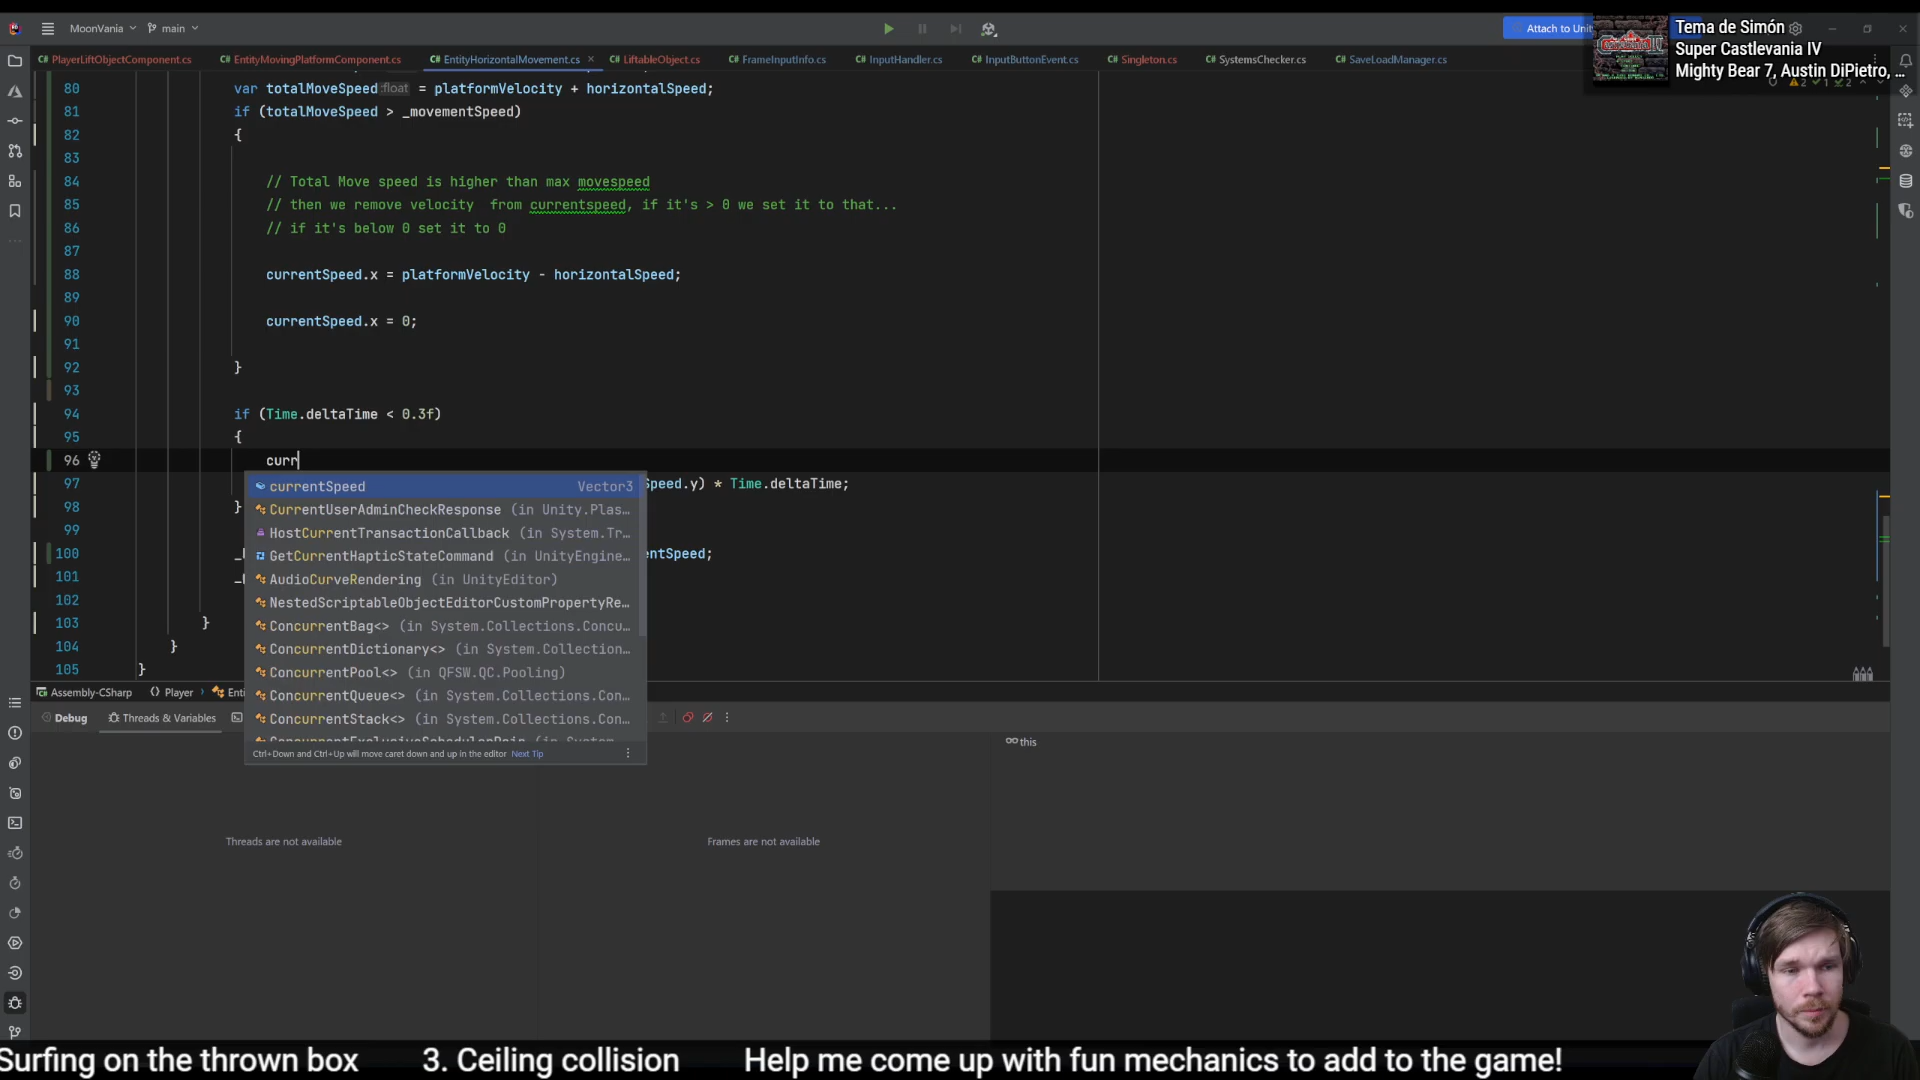 MoonVania
main
Attach to Unit
Tema de Simón
Super Castlevania IV
Mighty Bear 7, Austin DiPietro, ...
PlayerLiftObjectComponent.cs
EntityMovingPlatformComponent.cs
EntityHorizontalMovement.cs
LiftableObject.cs
FrameInputInfo.cs
InputHandler.cs
InputButtonEvent.cs
Singleton.cs
SystemsChecker.cs
SaveLoadManager.cs
2 1 2
80 var totalMoveSpeed :float = platformVelocity + horizontalSpeed;
81 if (totalMoveSpeed > _movementSpeed)
82 {
83
84 // Total Move speed is higher than max movespeed
85 // then we remove velocity  from currentspeed, if it's > 0 we set it to that...
86 // if it's below 0 set it to 0
87
88 currentSpeed.x = platformVelocity - horizontalSpeed;
89
90 currentSpeed.x = 0;
91
92 }
93
94 if (Time.deltaTime < 0.3f)
95 {
96 curr
97 Speed.y) * Time.deltaTime;
98 }
99
100 ntSpeed;
101
102
103 }
104 }
105 }
currentSpeed Vector3
CurrentUserAdminCheckResponse (in Unity.Plas...
HostCurrentTransactionCallback (in System.Tr...
GetCurrentHapticStateCommand (in UnityEngine...
AudioCurveRendering (in UnityEditor)
NestedScriptableObjectEditorCustomPropertyRe...
ConcurrentBag<> (in System.Collections.Concu...
ConcurrentDictionary<> (in System.Collection...
ConcurrentPool<> (in QFSW.QC.Pooling)
ConcurrentQueue<> (in System.Collections.Con...
ConcurrentStack<> (in System.Collections.Con...
Ctrl+Down and Ctrl+Up will move caret down and up in the editor Next Tip
Assembly-CSharp
Player
Enti
Debug
Threads & Variables
this
Threads are not available
Frames are not available
Surfing on the thrown box 3. Ceiling collision Help me come up with fun mechanics to add to the game!